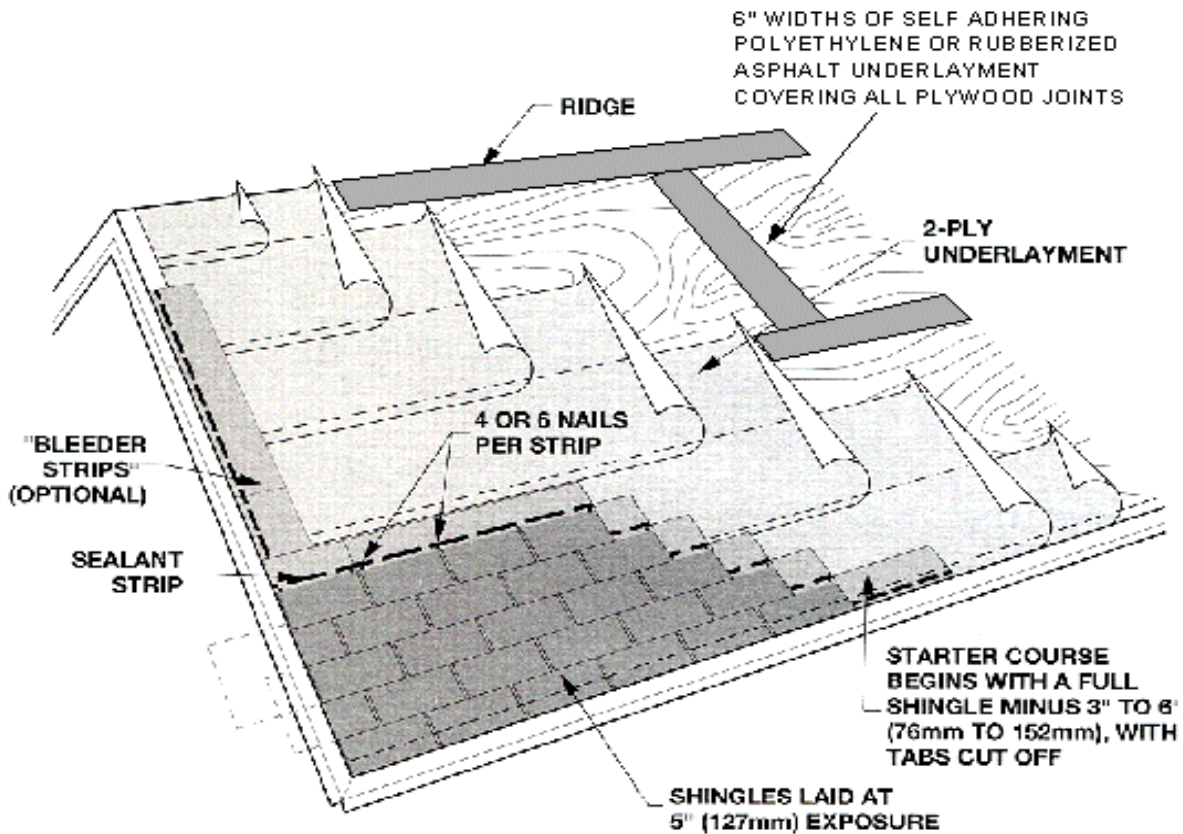 6" WIDTHS OF SELF ADHERING
POLYETHYLENE OR RUBBERIZED
ASPHALT UNDERLAYMENT
COVERING ALL PLYWOOD JOINTS
RIDGE
2-PLY
UNDERLAYMENT
4 OR 6 NAILS
PER STRIP
"BLEEDER
STRIPS"
(OPTIONAL)
SEALANT
STRIP
STARTER COURSE
BEGINS WITH A FULL
SHINGLE MINUS 3" TO 6"
(76mm TO 152mm), WITH
TABS CUT OFF
SHINGLES LAID AT
5" (127mm) EXPOSURE